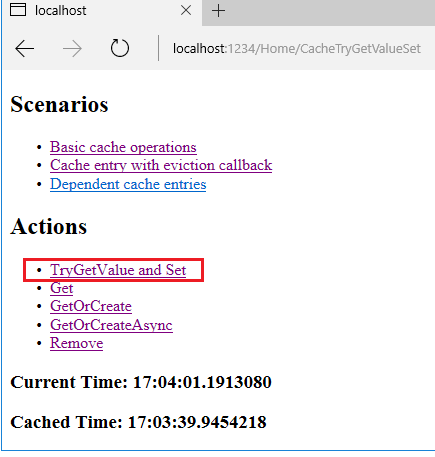 localhost
localhost:1234/Home/CacheTryGetValueSet
Scenarios
Basic cache operations
Cache entry with eviction callback
Dependent cache entries
Actions
TryGetValue and Set
Get
GetOrCreate
GetOrCreateAsync
Remove
Current Time: 17:04:01.1913080
Cached Time: 17:03:39.9454218